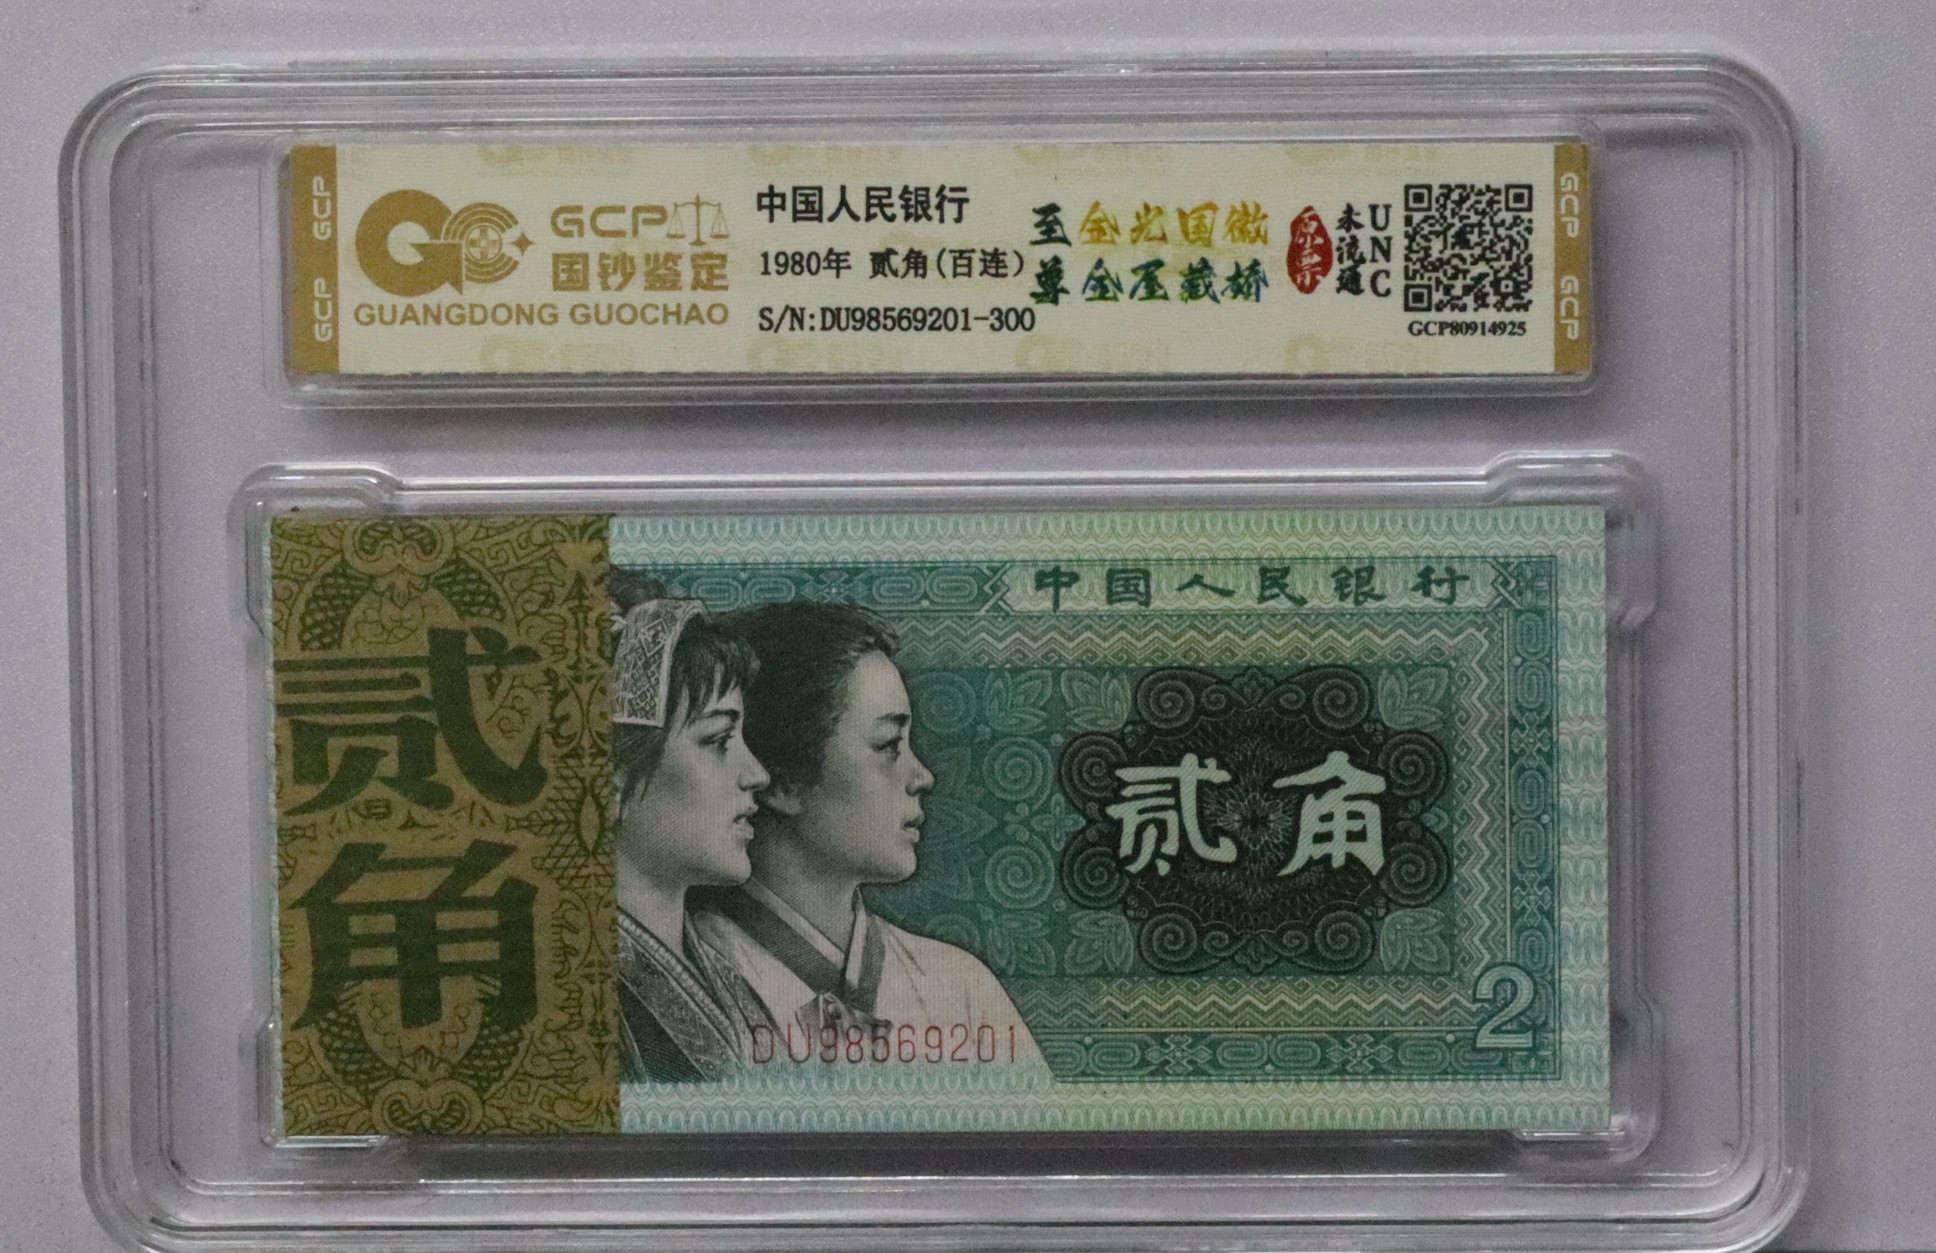 GCP GCP
GCP
国钞鉴定
GUANGDONG GUOCHAO
中国人民银行
1980年 贰角(百连)
S/N:DU98569201-300
至尊
金光国徽
金屋藏娇
原票
未流通
UNC
GCP80914925
GCP GCP
贰角
中国人民银行
贰角
DU98569201
2